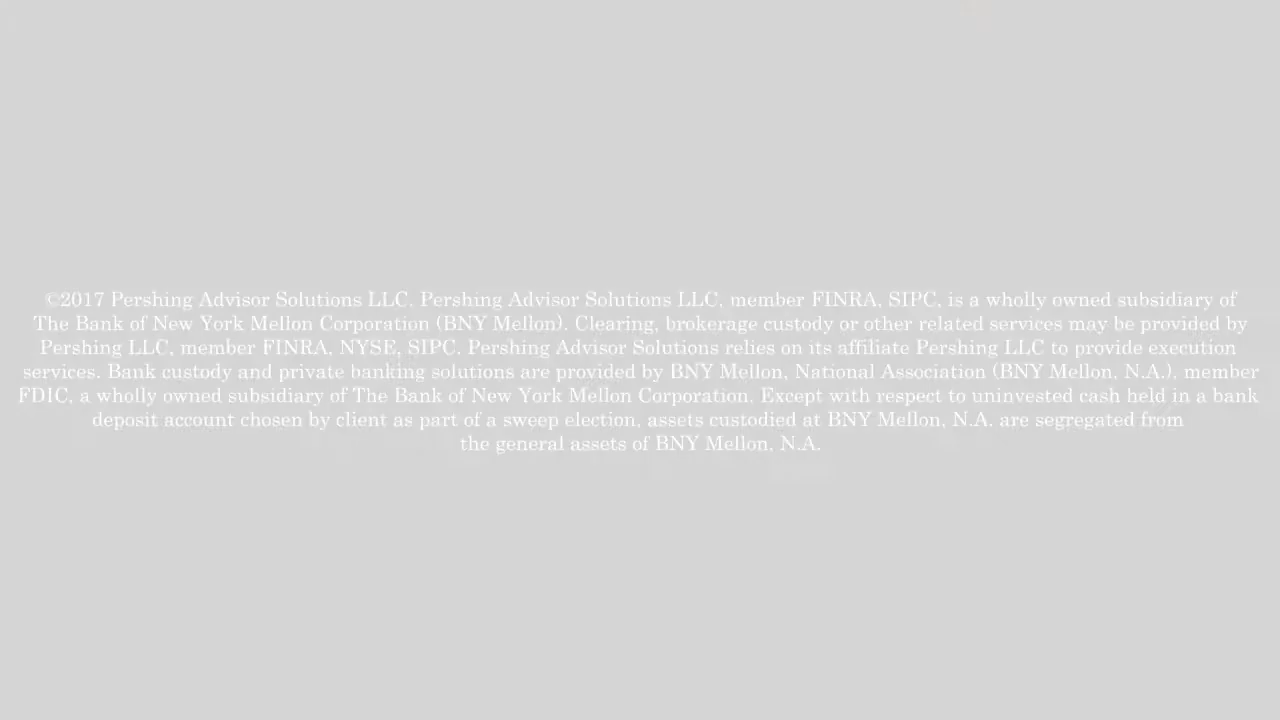 ©2017 Pershing Advisor Solutions LLC. Pershing Advisor Solutions LLC, member FINRA, SIPC, is a wholly owned subsidiary of
The Bank of New York Mellon Corporation (BNY Mellon). Clearing, brokerage custody or other related services may be provided by
Pershing LLC, member FINRA, NYSE, SIPC. Pershing Advisor Solutions relies on its affiliate Pershing LLC to provide execution
services. Bank custody and private banking solutions are provided by BNY Mellon, National Association (BNY Mellon, N.A.), member
FDIC, a wholly owned subsidiary of The Bank of New York Mellon Corporation. Except with respect to uninvested cash held in a bank
deposit account chosen by client as part of a sweep election, assets custodied at BNY Mellon, N.A. are segregated from
the general assets of BNY Mellon, N.A.